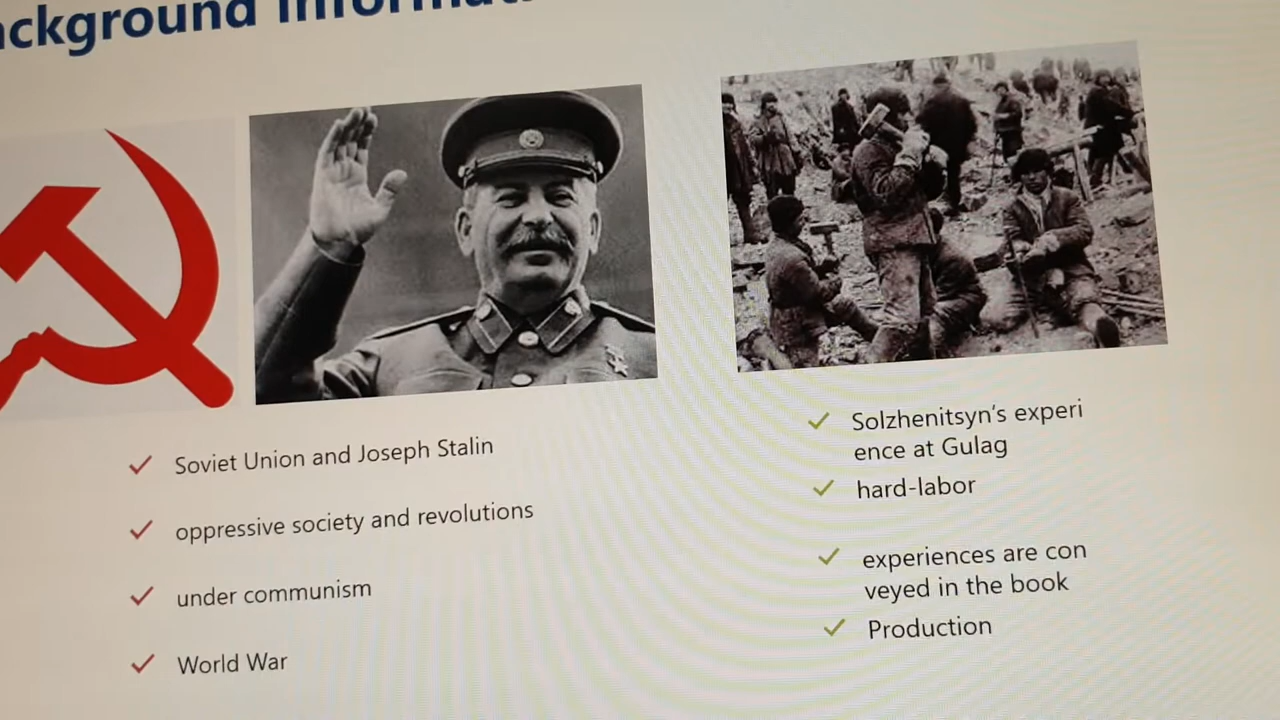 ackground Informat
Soviet Union and Joseph Stalin
oppressive society and revolutions
under communism
World War
Solzhenitsyn's experi
ence at Gulag
hard-labor
experiences are con
veyed in the book
Production